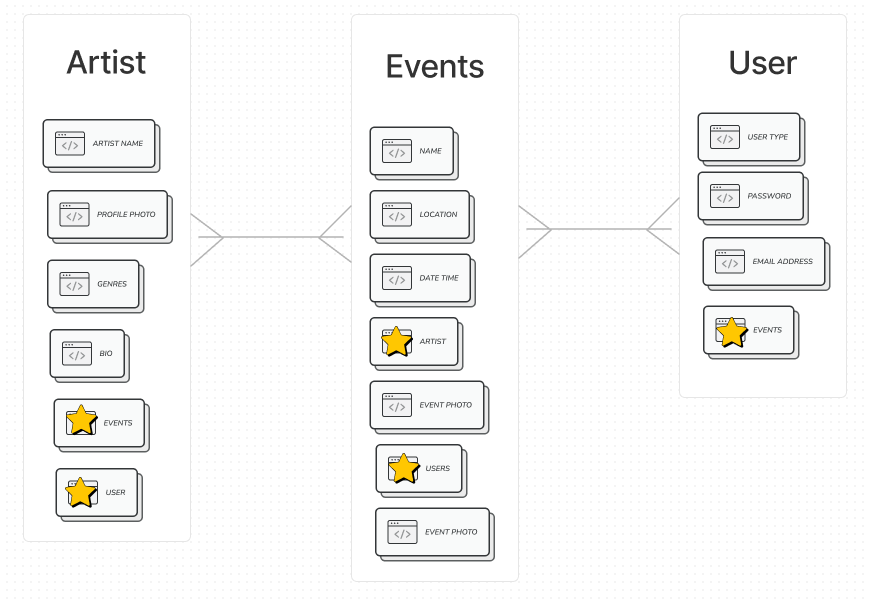 Artist
ARTIST NAME
PROFILE PHOTO
GENRES
BIO
EVENTS
USER
Events
NAME
LOCATION
DATE TIME
ARTIST
EVENT PHOTO
USERS
EVENT PHOTO
User
USER TYPE
PASSWORD
EMAIL ADDRESS
EVENTS